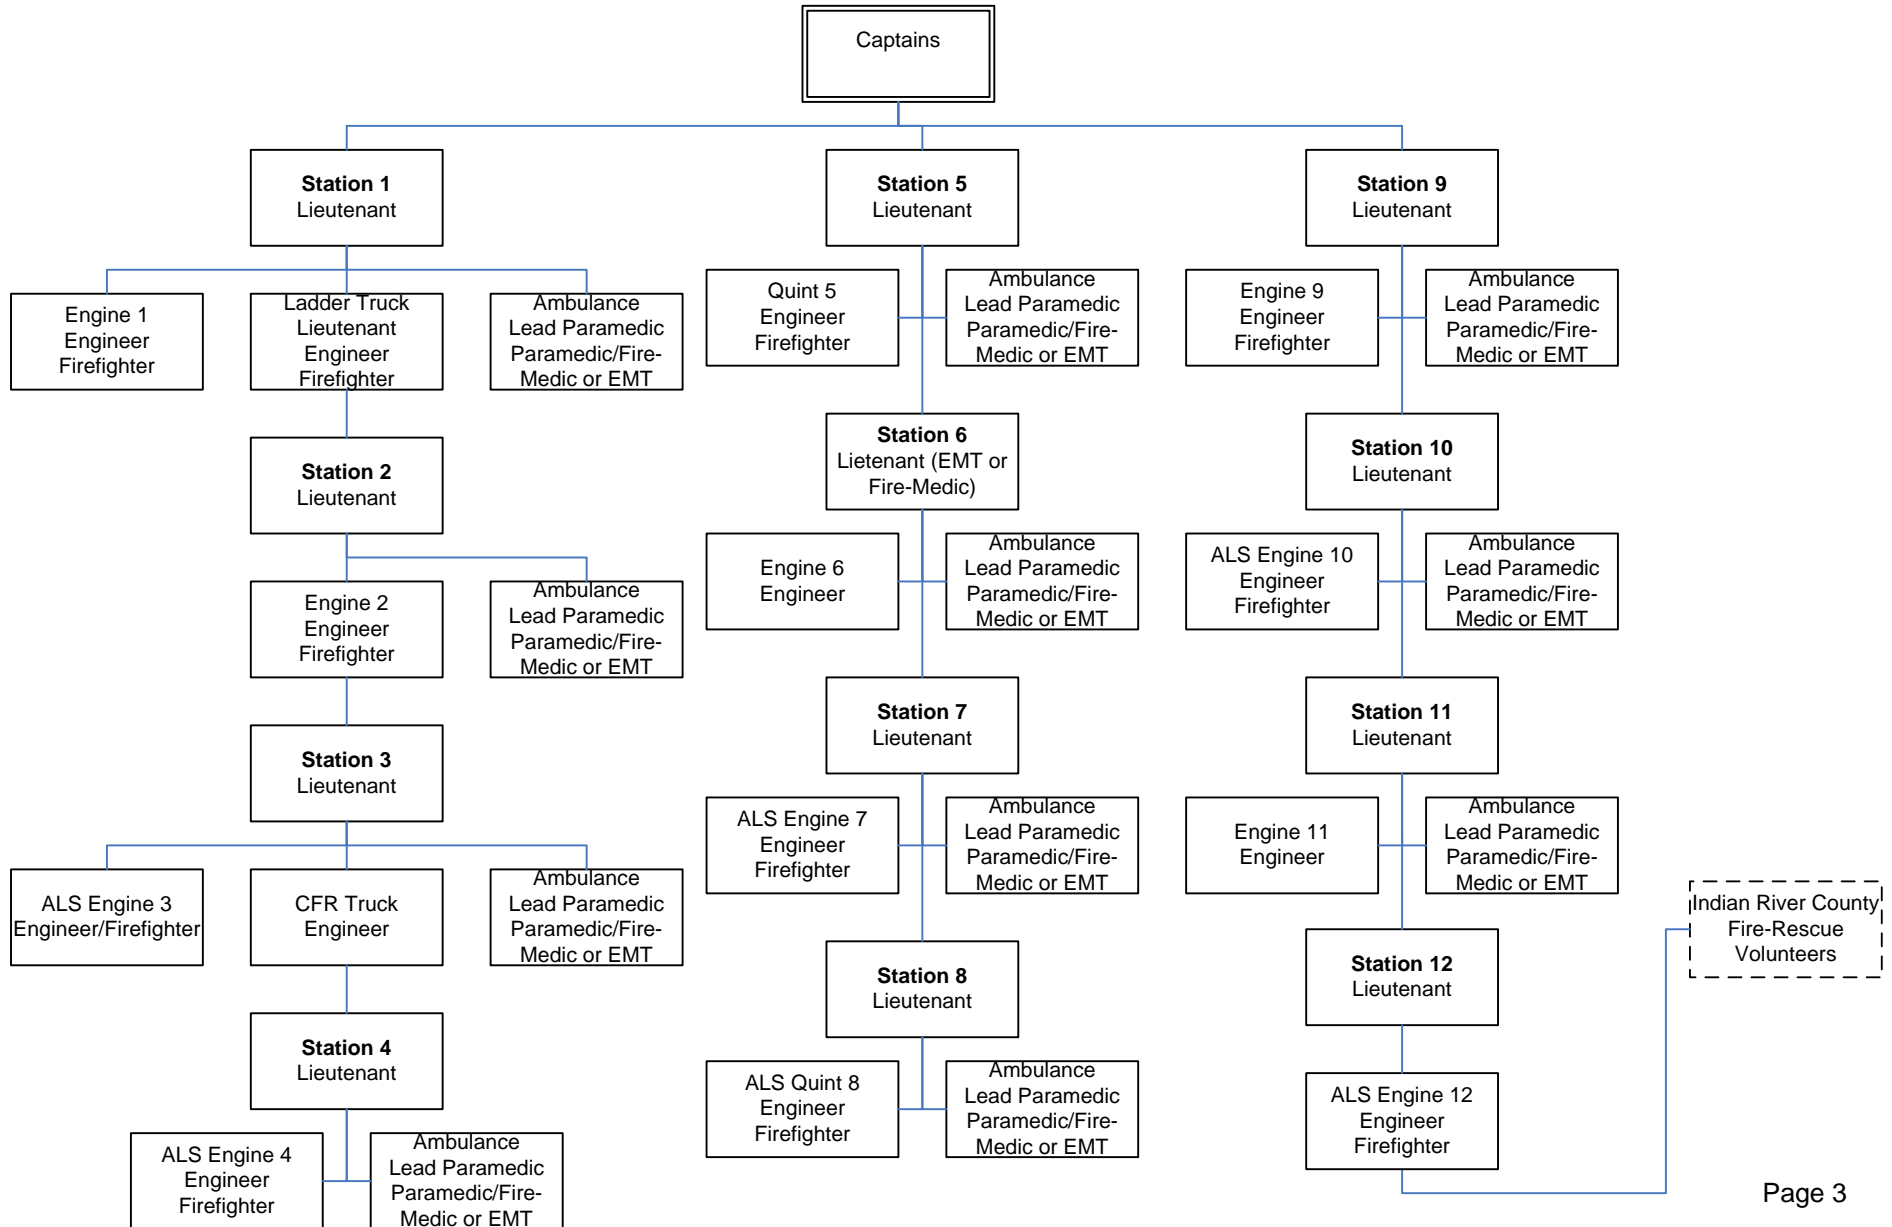 Captains
Station 1
Lieutenant
Engine 1
Engineer
Firefighter
Ladder Truck
Lieutenant
Engineer
Firefighter
Ambulance
Lead Paramedic
Paramedic/Fire-
Medic or EMT
Station 2
Lieutenant
Engine 2
Engineer
Firefighter
Ambulance
Lead Paramedic
Paramedic/Fire-
Medic or EMT
Station 3
Lieutenant
ALS Engine 3
Engineer/Firefighter
CFR Truck
Engineer
Ambulance
Lead Paramedic
Paramedic/Fire-
Medic or EMT
Station 4
Lieutenant
ALS Engine 4
Engineer
Firefighter
Ambulance
Lead Paramedic
Paramedic/Fire-
Medic or EMT
Station 5
Lieutenant
Quint 5
Engineer
Firefighter
Ambulance
Lead Paramedic
Paramedic/Fire-
Medic or EMT
Station 6
Lietenant (EMT or
Fire-Medic)
Engine 6
Engineer
Ambulance
Lead Paramedic
Paramedic/Fire-
Medic or EMT
Station 7
Lieutenant
ALS Engine 7
Engineer
Firefighter
Ambulance
Lead Paramedic
Paramedic/Fire-
Medic or EMT
Station 8
Lieutenant
ALS Quint 8
Engineer
Firefighter
Ambulance
Lead Paramedic
Paramedic/Fire-
Medic or EMT
Station 9
Lieutenant
Engine 9
Engineer
Firefighter
Ambulance
Lead Paramedic
Paramedic/Fire-
Medic or EMT
Station 10
Lieutenant
ALS Engine 10
Engineer
Firefighter
Ambulance
Lead Paramedic
Paramedic/Fire-
Medic or EMT
Station 11
Lieutenant
Engine 11
Engineer
Ambulance
Lead Paramedic
Paramedic/Fire-
Medic or EMT
Station 12
Lieutenant
ALS Engine 12
Engineer
Firefighter
Indian River County
Fire-Rescue
Volunteers
Page 3